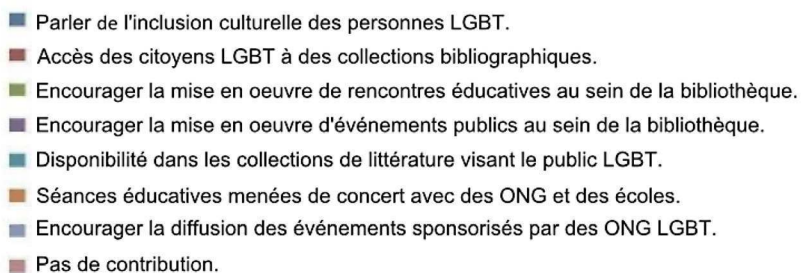 Parler de l'inclusion culturelle des personnes LGBT.
Accès des citoyens LGBT à des collections bibliographiques.
Encourager la mise en oeuvre de rencontres éducatives au sein de la bibliothèque.
Encourager la mise en oeuvre d'événements publics au sein de la bibliothèque.
Disponibilité dans les collections de littérature visant le public LGBT.
Séances éducatives menées de concert avec des ONG et des écoles.
Encourager la diffusion des événements sponsorisés par des ONG LGBT.
Pas de contribution.